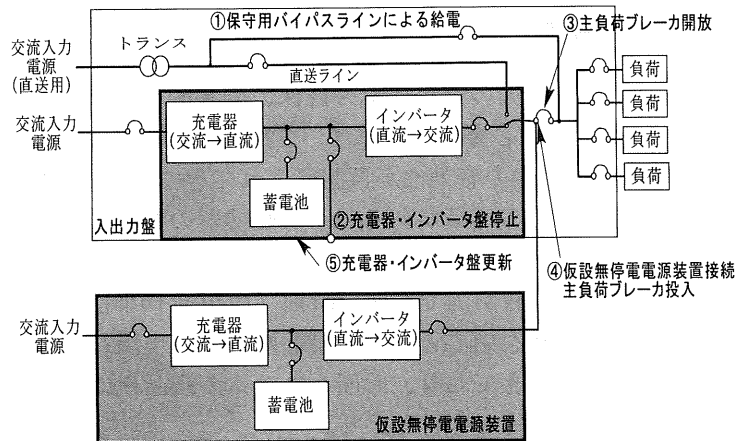 ①保守用バイパスラインによる給電
③主負荷ブレーカ開放
交流入力
電源
(直送用)
トランス
直送ライン
負荷
負荷
負荷
負荷
交流入力
電源
充電器
(交流→直流)
インバータ
(直流→交流)
蓄電池
②充電器・インバータ盤停止
入出力盤
⑤充電器・インバータ盤更新
④仮設無停電電源装置接続
主負荷ブレーカ投入
交流入力
電源
充電器
(交流→直流)
インバータ
(直流→交流)
蓄電池
仮設無停電電源装置